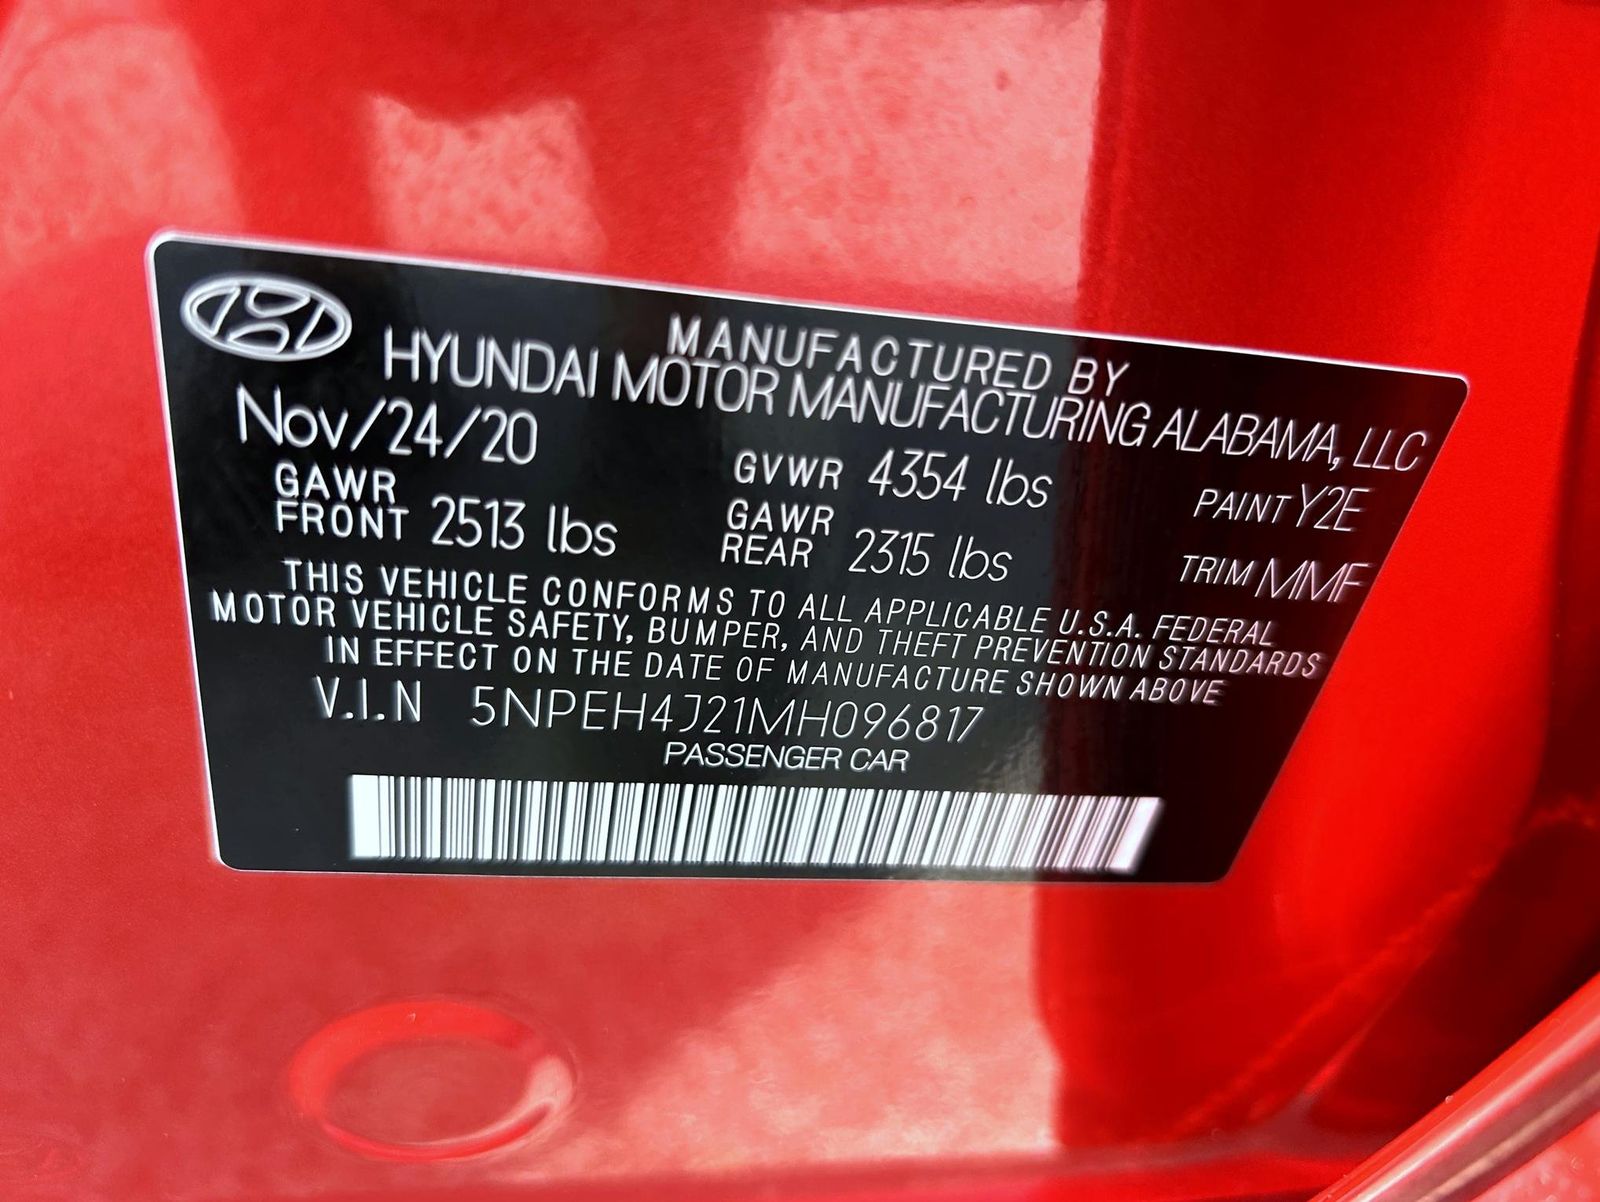 MANUFACTURED BY
HYUNDAI MOTOR MANUFACTURING ALABAMA, LLC
Nov/24/20
GVWR 4354 lbs
PAINT Y2E
GAWR
FRONT 2513 lbs
GAWR
REAR 2315 lbs
TRIM MMF
THIS VEHICLE CONFORMS TO ALL APPLICABLE U.S.A. FEDERAL
MOTOR VEHICLE SAFETY, BUMPER, AND THEFT PREVENTION STANDARDS
IN EFFECT ON THE DATE OF MANUFACTURE SHOWN ABOVE
V.I.N 5NPEH4J21MH096817
PASSENGER CAR